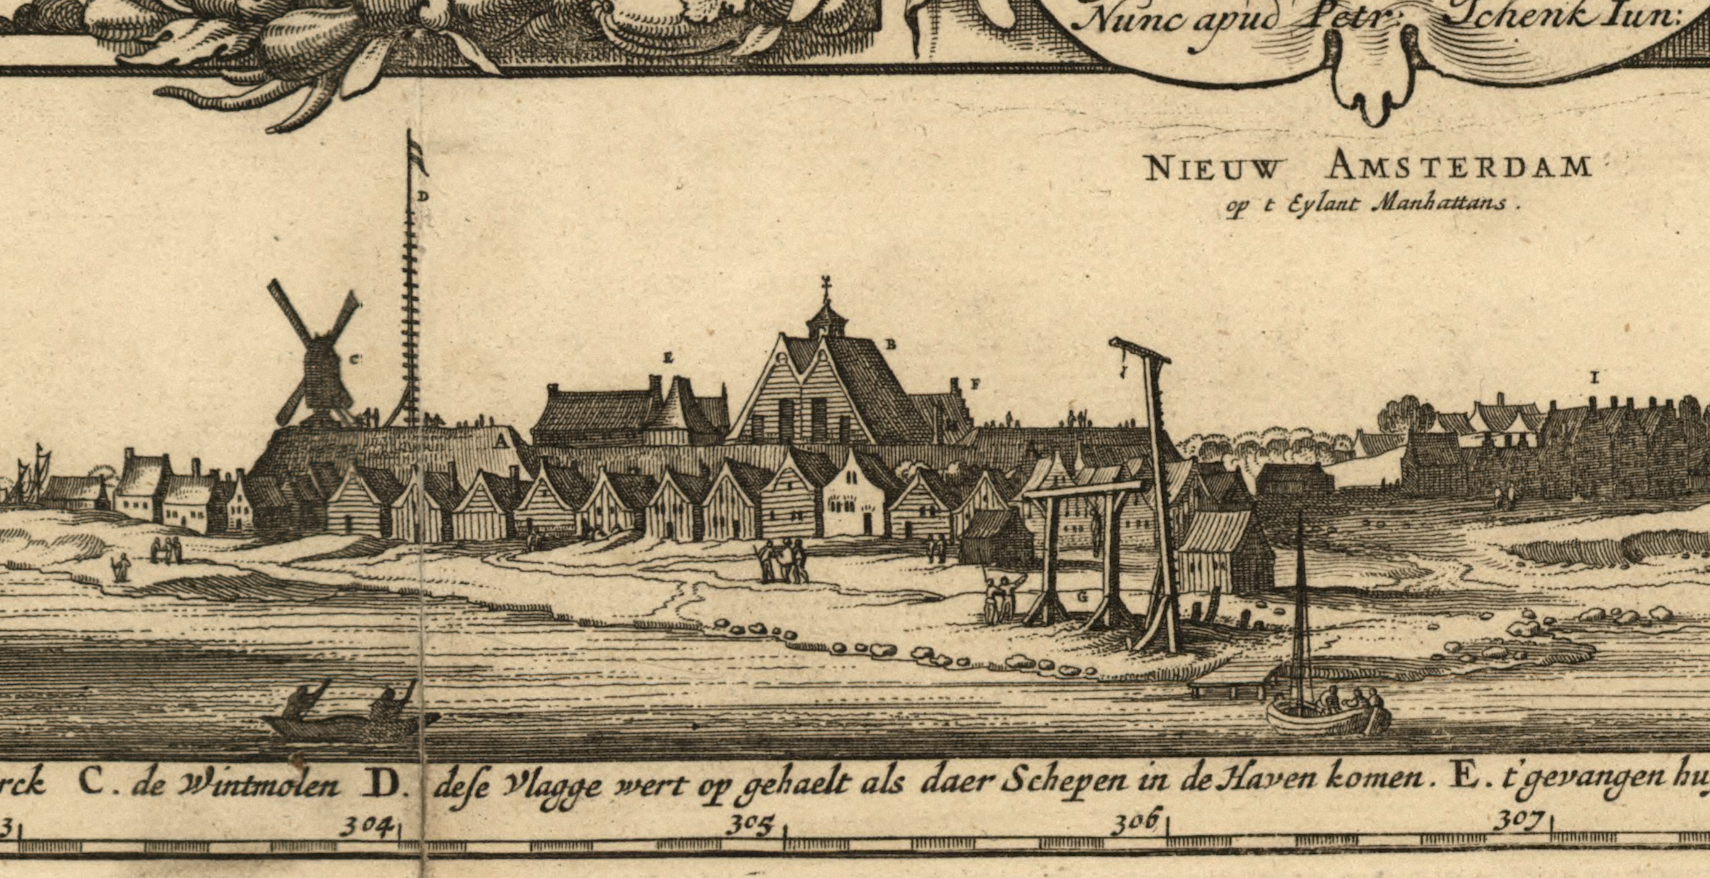 Nunc apud Petr: Schenk Iun:
NIEUW AMSTERDAM
op t Eylant Manhattans.
D
C
E
B
F
I
A
H
G
rck C. de Wintmolen D. dese Vlagge wert op gehaelt als daer Schepen in de Haven komen. E. t'gevangen hu
3 304 305 306 307